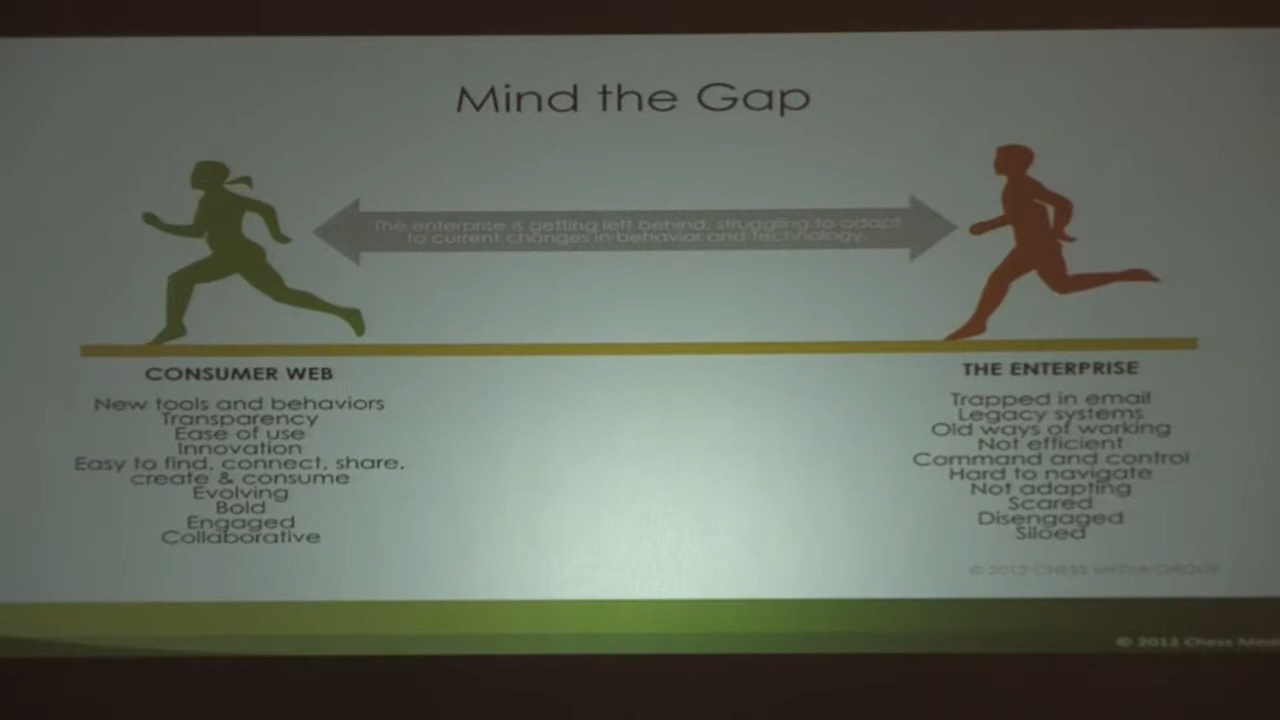 Mind the Gap
The enterprise is getting left behind, struggling to adapt
to current changes in behavior and technology.
CONSUMER WEB
New tools and behaviors
Transparency
Ease of use
Innovation
Easy to find, connect, share,
create & consume
Evolving
Bold
Engaged
Collaborative
THE ENTERPRISE
Trapped in email
Legacy systems
Old ways of working
Not efficient
Command and control
Hard to navigate
Not adapting
Scared
Disengaged
Siloed
© 2012 CHESS MEDIA GROUP
© 2012 Chess Medi